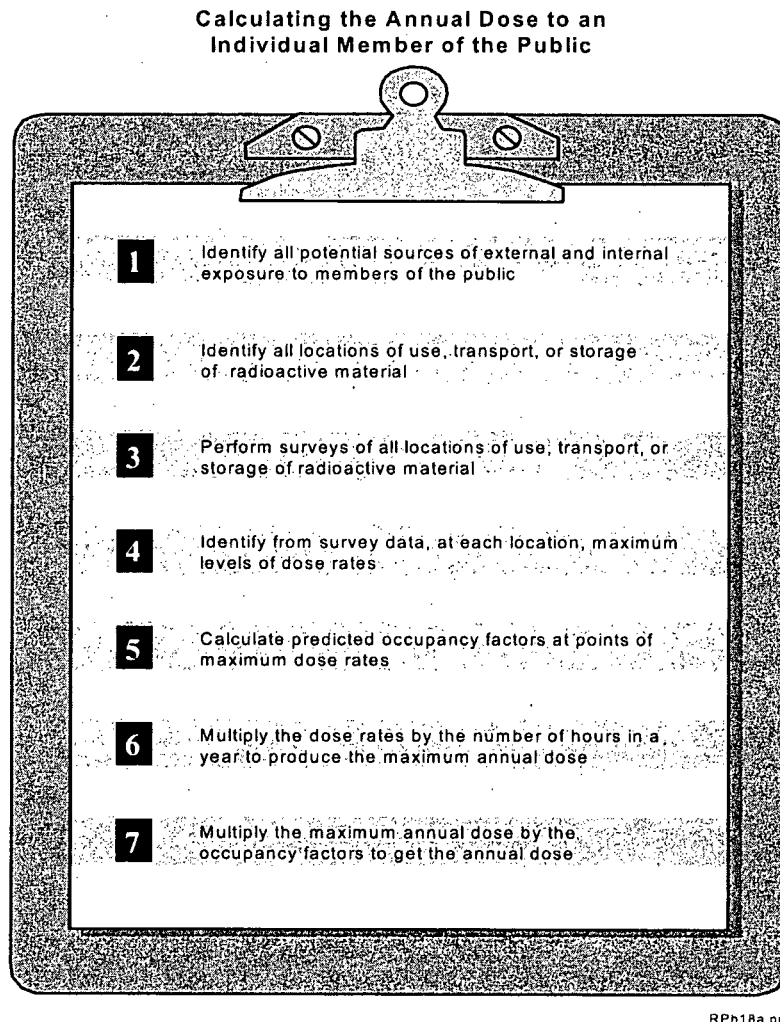 Calculating the Annual Dose to an
Individual Member of the Public
1 Identify all potential sources of external and internal
exposure to members of the public
2 Identify all locations of use, transport, or storage
of radioactive material
3 Perform surveys of all locations of use, transport, or
storage of radioactive material
4 Identify from survey data, at each location, maximum
levels of dose rates
5 Calculate predicted occupancy factors at points of
maximum dose rates
6 Multiply the dose rates by the number of hours in a
year to produce the maximum annual dose
7 Multiply the maximum annual dose by the
occupancy factors to get the annual dose